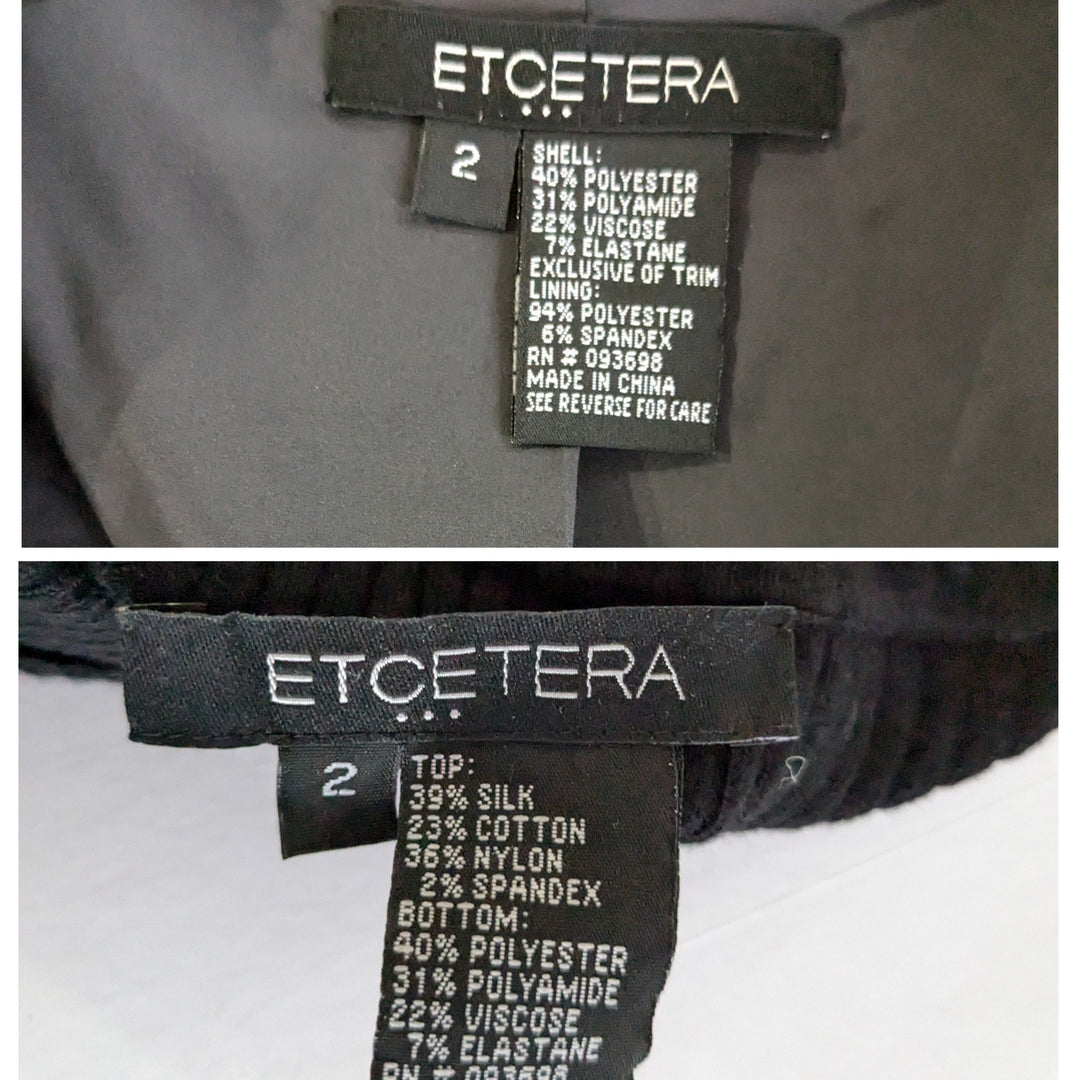 ETCETERA
2
SHELL:
40% POLYESTER
31% POLYAMIDE
22% VISCOSE
7% ELASTANE
EXCLUSIVE OF TRIM
LINING:
94% POLYESTER
6% SPANDEX
RN # 093698
MADE IN CHINA
SEE REVERSE FOR CARE
ETCETERA
2
TOP:
39% SILK
23% COTTON
36% NYLON
2% SPANDEX
BOTTOM:
40% POLYESTER
31% POLYAMIDE
22% VISCOSE
7% ELASTANE
RN # 093698